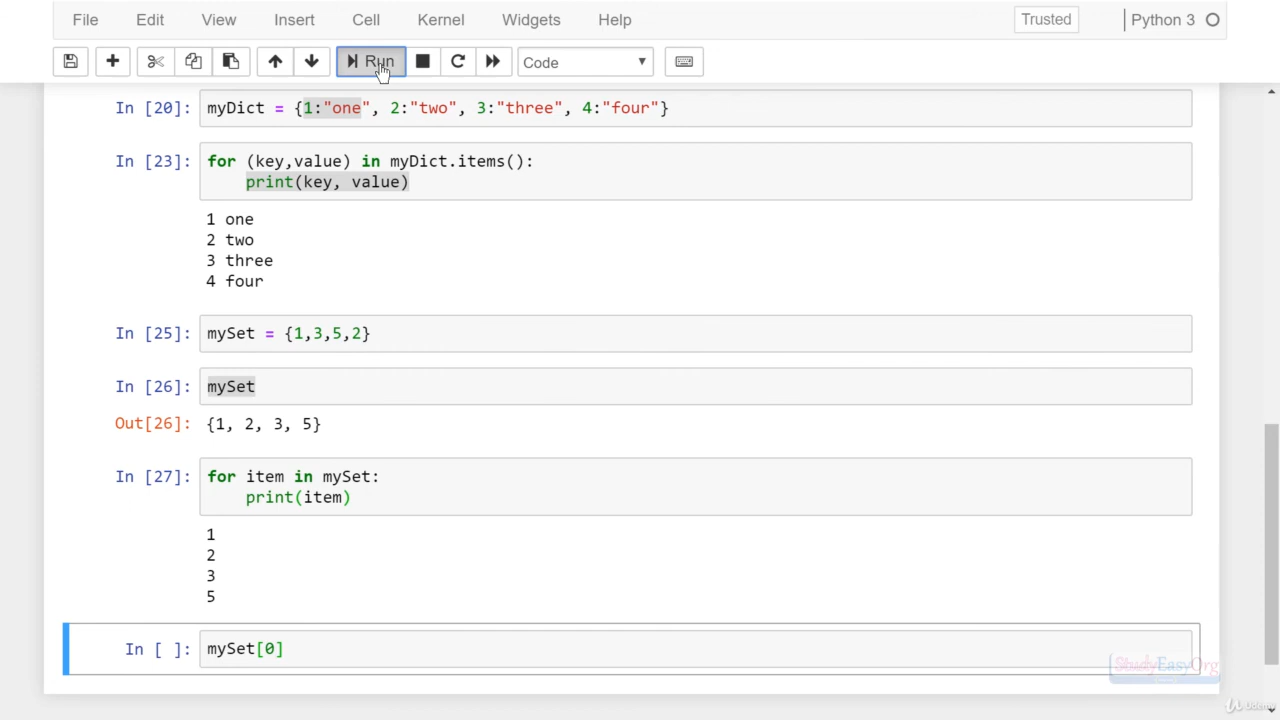 File Edit View Insert Cell Kernel Widgets Help Trusted Python 3
Run Code
In [20]: myDict = {1:"one", 2:"two", 3:"three", 4:"four"}
In [23]: for (key,value) in myDict.items():
print(key, value)
1 one
2 two
3 three
4 four
In [25]: mySet = {1,3,5,2}
In [26]: mySet
Out[26]: {1, 2, 3, 5}
In [27]: for item in mySet:
print(item)
1
2
3
5
In [ ]: mySet[0]
StudyEasyOrg
Udemy